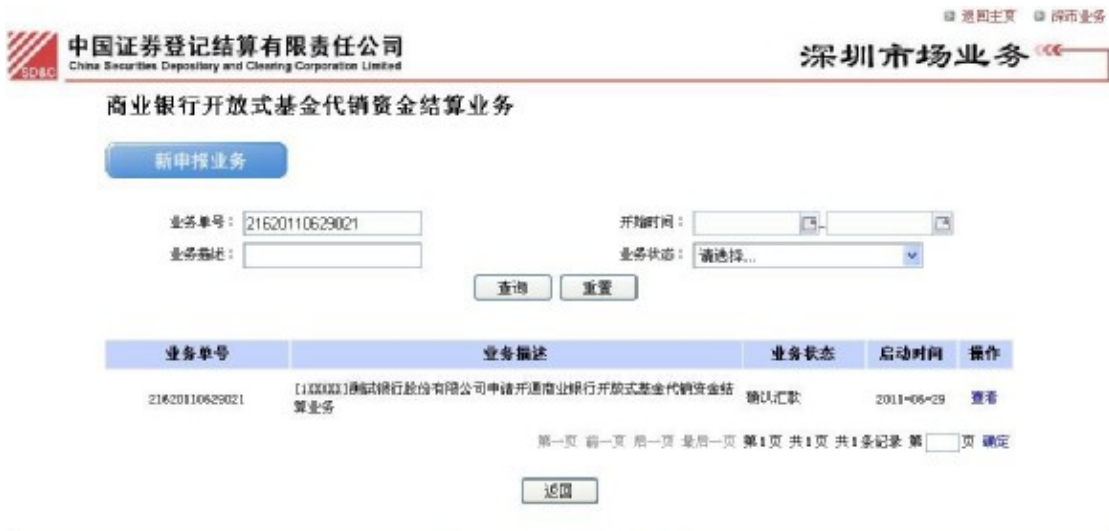 返回主页 深市业务
中国证券登记结算有限责任公司
China Securities Depository and Clearing Corporation Limited
SD&C
深圳市场业务
商业银行开放式基金代销资金结算业务
新申报业务
业务单号： 21620110629021 开始时间： -
业务描述： 业务状态： 请选择...
查询 重置
业务单号 业务描述 业务状态 启动时间 操作
21620110629021 [1XXXXX]测试银行股份有限公司申请开通商业银行开放式基金代销资金结 确认汇款 2011-06-29 查看
算业务
第一页 前一页 后一页 最后一页 第1页 共1页 共1条记录 第 页 确定
返回